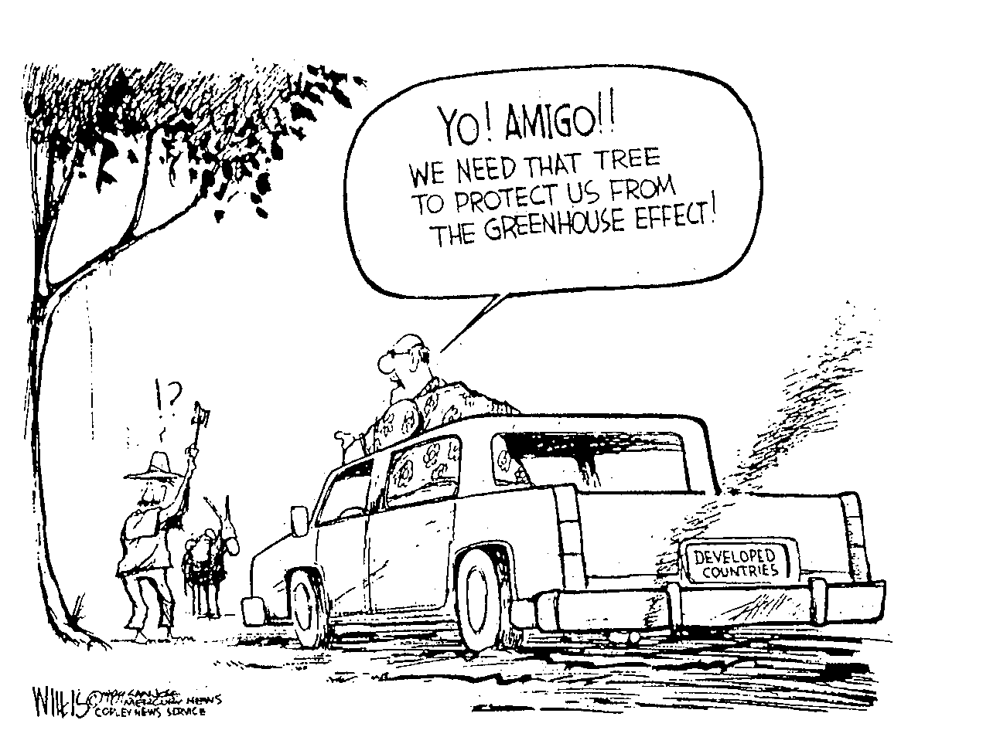 YO! AMIGO!!
WE NEED THAT TREE
TO PROTECT US FROM
THE GREENHOUSE EFFECT!
!?
DEVELOPED
COUNTRIES
WILLIS ©
MERCURY NEWS
COPLEY NEWS SERVICE